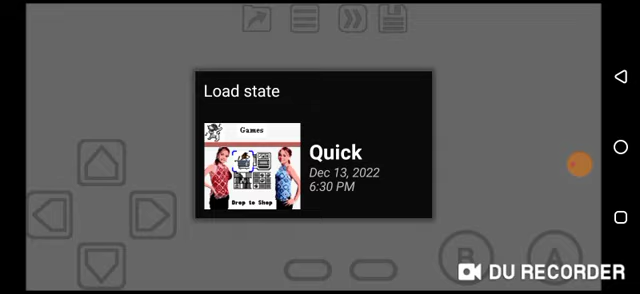 Load state
Games
Drop to Shop
Quick
Dec 13, 2022
6:30 PM
B
A
DU RECORDER